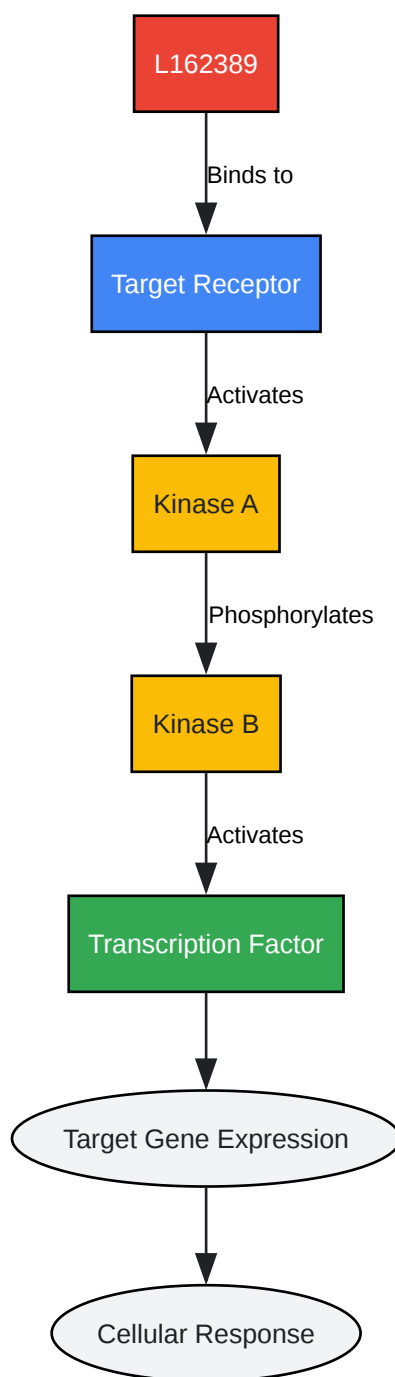 L162389
Binds to
Target Receptor
Activates
Kinase A
Phosphorylates
Kinase B
Activates
Transcription Factor
Target Gene Expression
Cellular Response